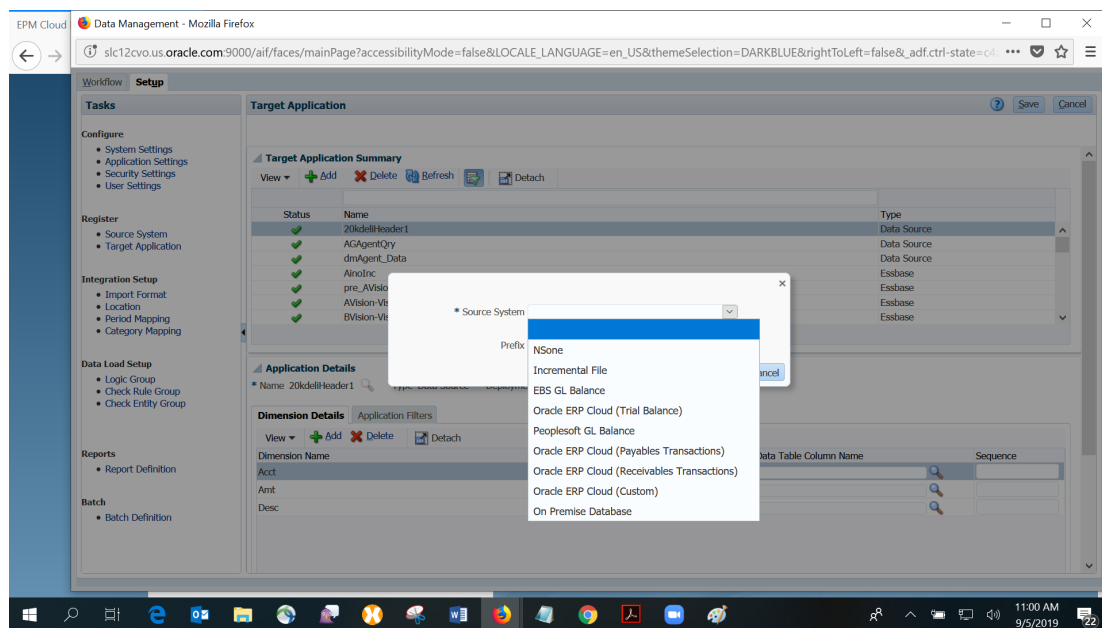 EPM Cloud
Data Management - Mozilla Firefox
slc12cvo.us.oracle.com:9000/aif/faces/mainPage?accessibilityMode=false&LOCALE_LANGUAGE=en_US&themeSelection=DARKBLUE&rightToLeft=false&_adf.ctrl-state=c4
Workflow Setup
Tasks
Target Application
Save Cancel
Configure
System Settings
Application Settings
Security Settings
User Settings
Register
Source System
Target Application
Integration Setup
Import Format
Location
Period Mapping
Category Mapping
Data Load Setup
Logic Group
Check Rule Group
Check Entity Group
Reports
Report Definition
Batch
Batch Definition
Target Application Summary
View Add Delete Refresh Detach
Status Name Type
20kdeliHeader1 Data Source
AGAgentQry Data Source
dmAgent_Data Data Source
AinoInc Essbase
pre_AVisio Essbase
AVision-Vis Essbase
BVision-Vis Essbase
* Source System
Prefix
NSone
Incremental File
EBS GL Balance
Oracle ERP Cloud (Trial Balance)
Peoplesoft GL Balance
Oracle ERP Cloud (Payables Transactions)
Oracle ERP Cloud (Receivables Transactions)
Oracle ERP Cloud (Custom)
On Premise Database
ancel
Application Details
* Name 20kdeliHeader1 Type Data Source Deployme
Dimension Details Application Filters
View Add Delete Detach
Dimension Name Data Table Column Name Sequence
Acct
Amt
Desc
11:00 AM
9/5/2019
22